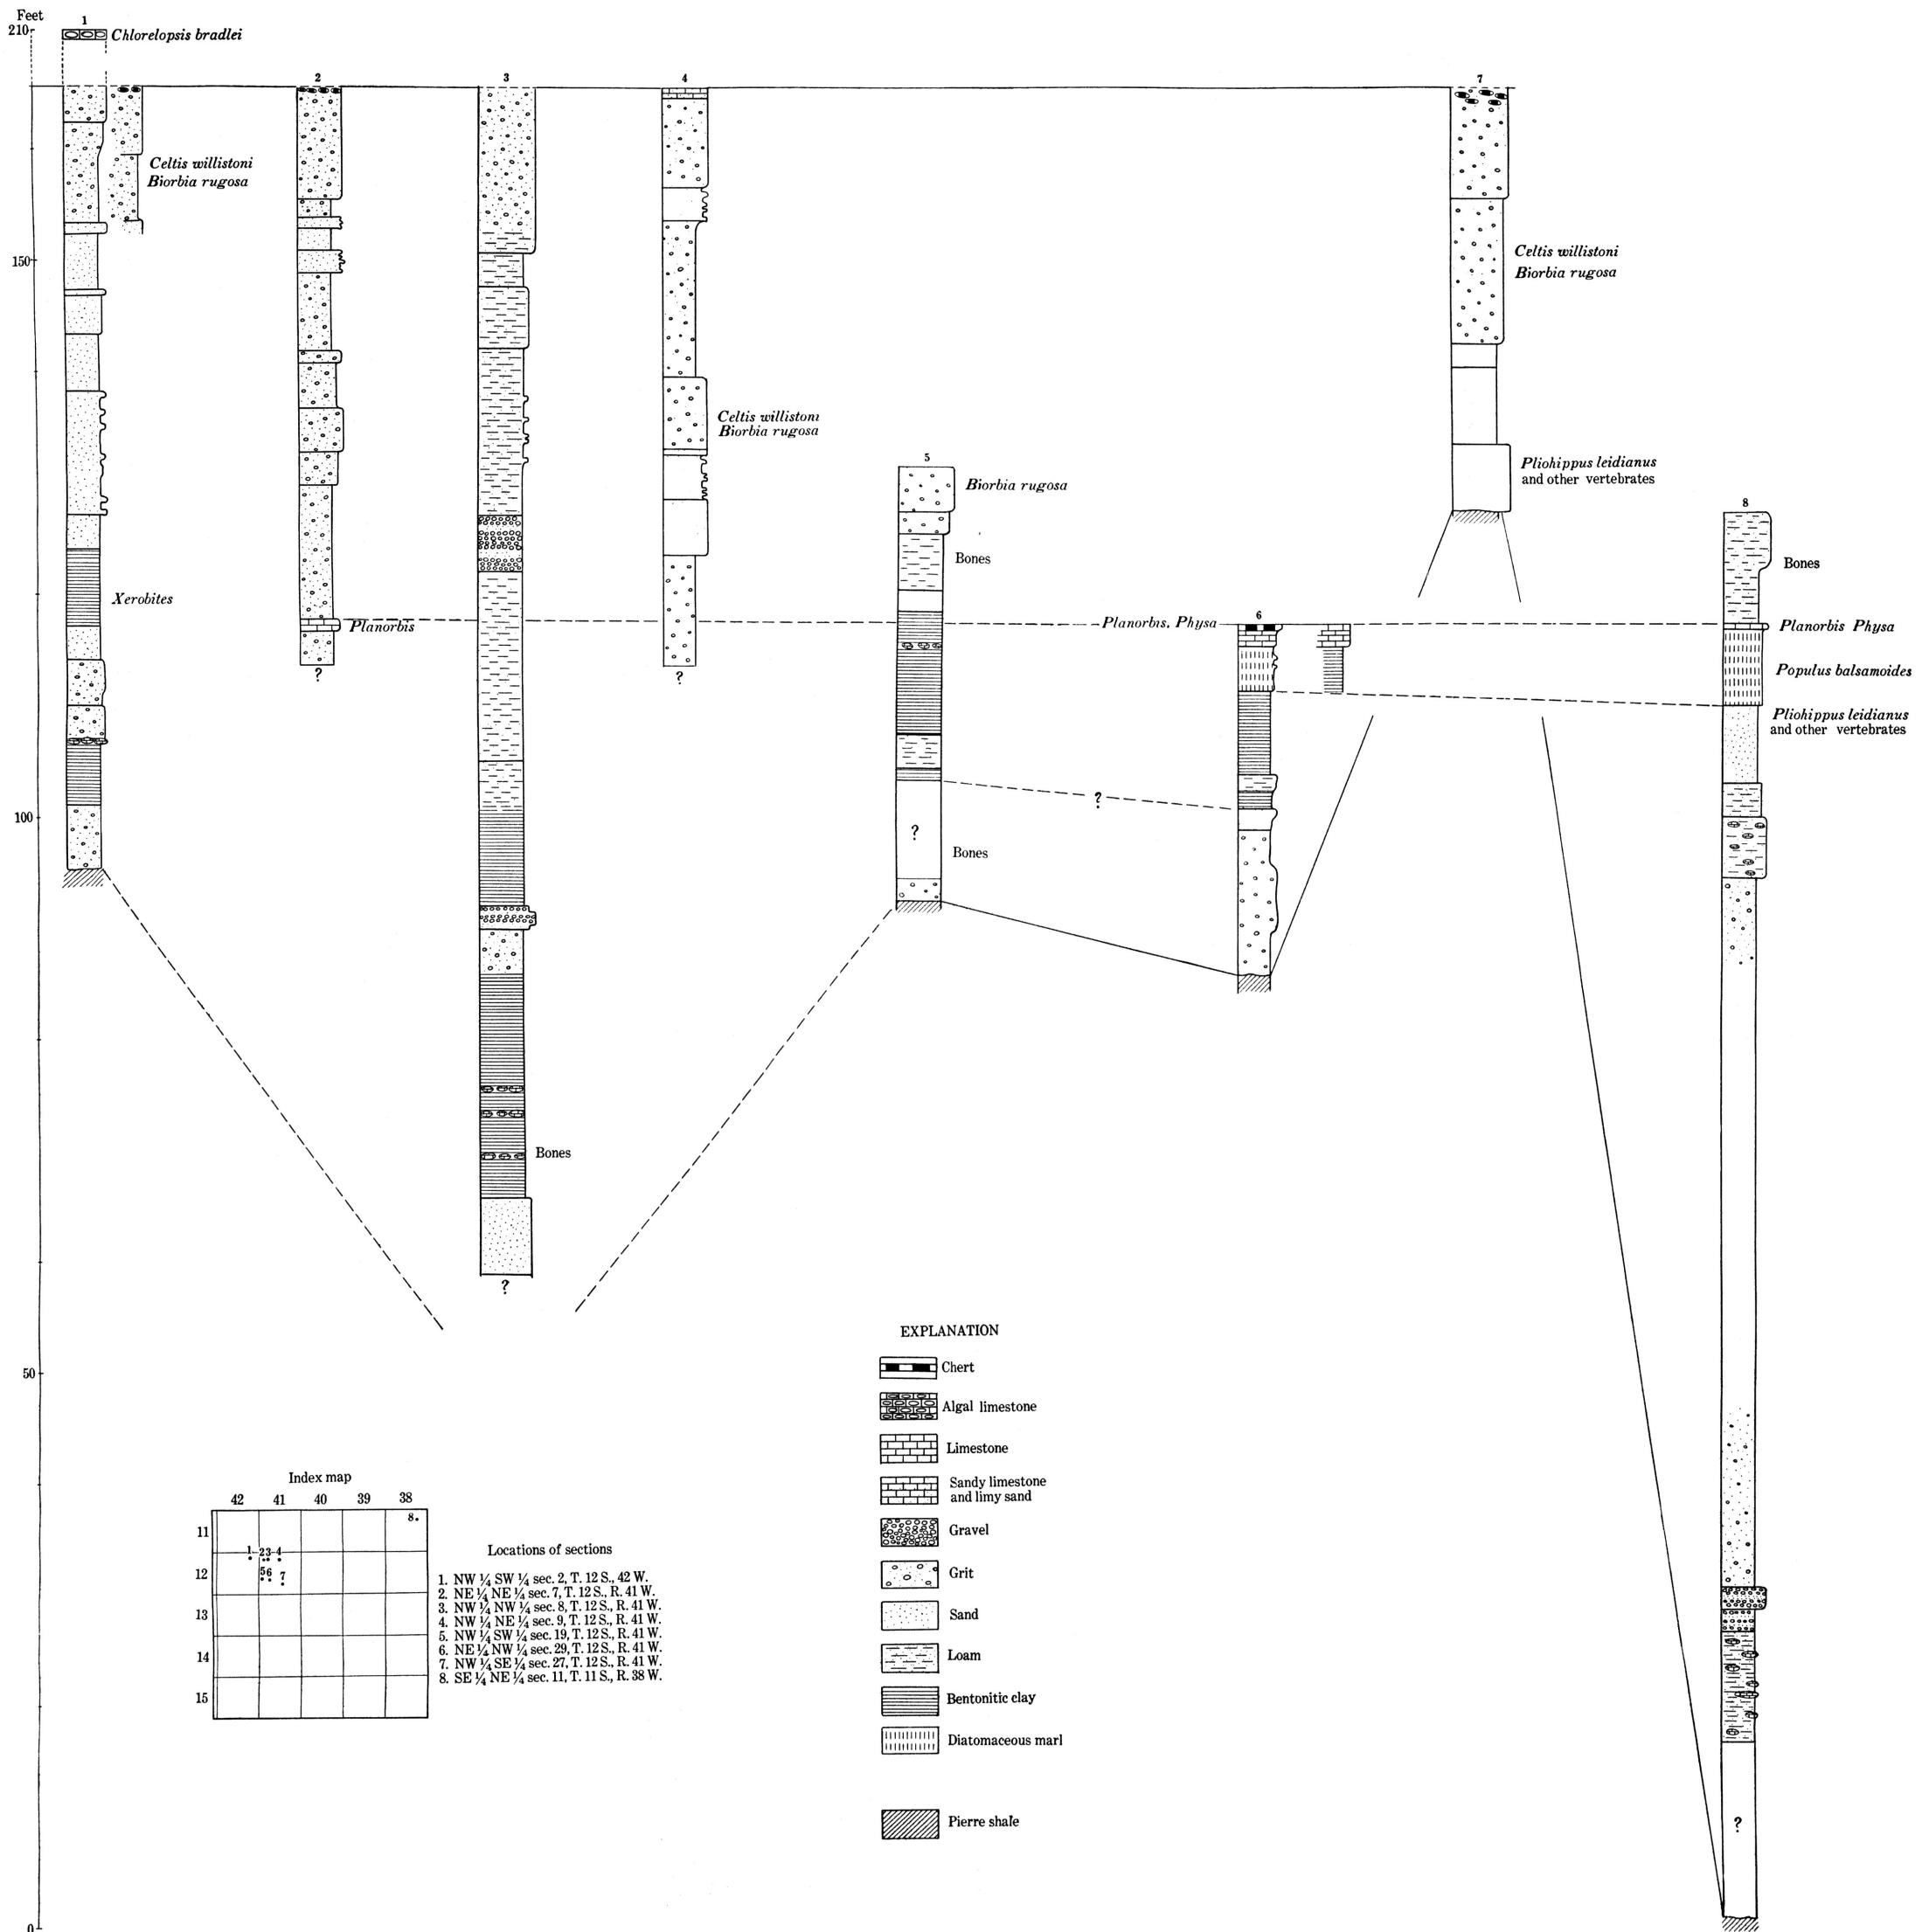 Feet
210
1
Chlorelopsis bradlei
2
3
4
7
Celtis willistoni
Biorbia rugosa
150
Celtis willistoni
Biorbia rugosa
Celtis willistoni
Biorbia rugosa
5
Biorbia rugosa
Pliohippus leidianus
and other vertebrates
8
Bones
Bones
Xerobites
Planorbis
Planorbis, Physa
6
Planorbis Physa
?
?
Populus balsamoides
Pliohippus leidianus
and other vertebrates
?
100
?
Bones
Bones
?
50
EXPLANATION
Chert
Algal limestone
Limestone
Sandy limestone
and limy sand
Gravel
Grit
Sand
Loam
Bentonitic clay
Diatomaceous marl
Pierre shale
Index map
42 41 40 39 38
11
12
13
14
15
8
1 2 3 4
5 6 7
Locations of sections
1. NW ¼ SW ¼ sec. 2, T. 12 S., 42 W.
2. NE ¼ NE ¼ sec. 7, T. 12 S., R. 41 W.
3. NW ¼ NW ¼ sec. 8, T. 12 S., R. 41 W.
4. NW ¼ NE ¼ sec. 9, T. 12 S., R. 41 W.
5. NW ¼ SW ¼ sec. 19, T. 12 S., R. 41 W.
6. NE ¼ NW ¼ sec. 29, T. 12 S., R. 41 W.
7. NW ¼ SE ¼ sec. 27, T. 12 S., R. 41 W.
8. SE ¼ NE ¼ sec. 11, T. 11 S., R. 38 W.
?
0